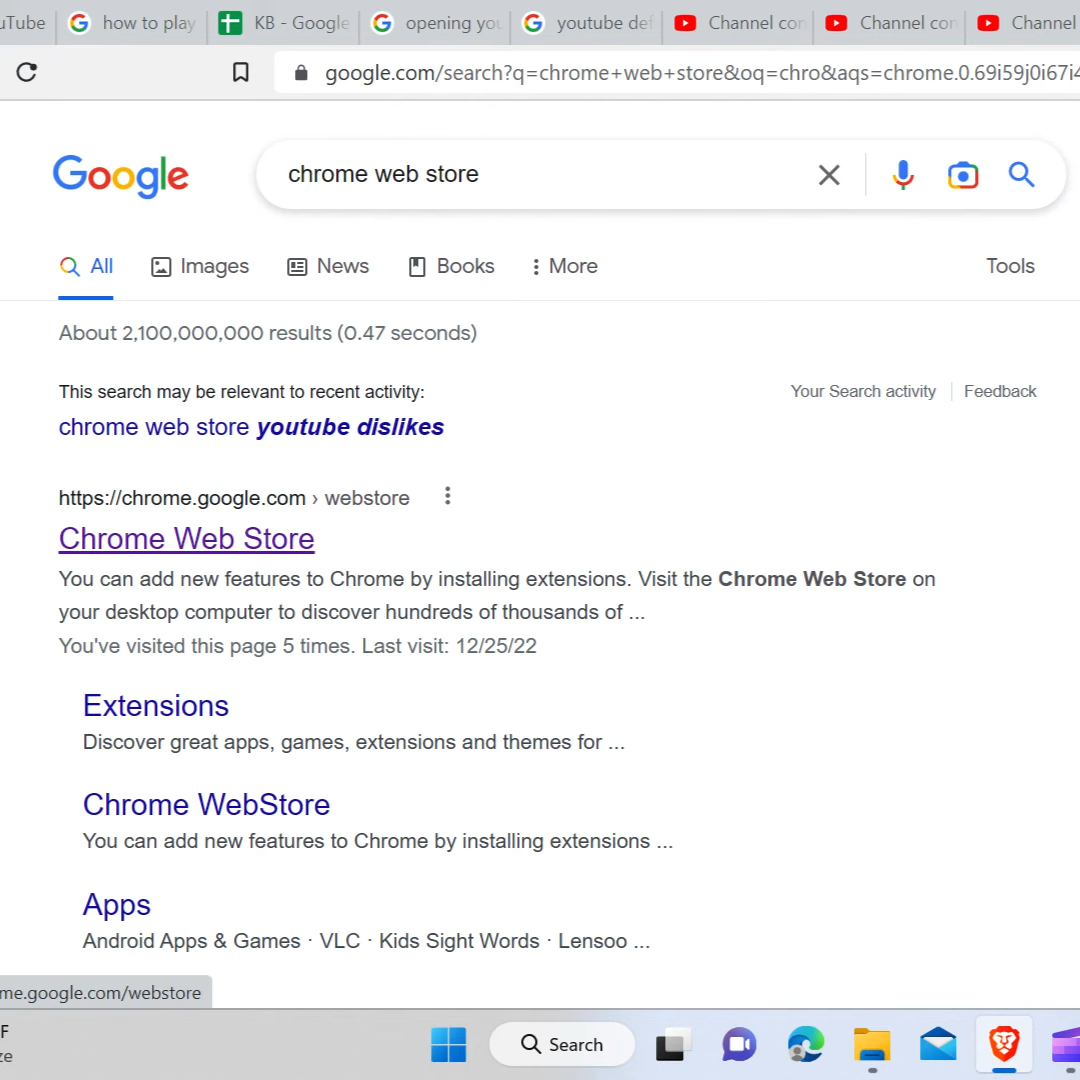 uTube
how to play
KB - Google
opening you
youtube def
Channel con
Channel con
Channel
google.com/search?q=chrome+web+store&oq=chro&aqs=chrome.0.69i59j0i67i4
Google
chrome web store
All
Images
News
Books
More
Tools
About 2,100,000,000 results (0.47 seconds)
This search may be relevant to recent activity:
Your Search activity
Feedback
chrome web store youtube dislikes
https://chrome.google.com › webstore
Chrome Web Store
You can add new features to Chrome by installing extensions. Visit the Chrome Web Store on
your desktop computer to discover hundreds of thousands of ...
You've visited this page 5 times. Last visit: 12/25/22
Extensions
Discover great apps, games, extensions and themes for ...
Chrome WebStore
You can add new features to Chrome by installing extensions ...
Apps
Android Apps & Games · VLC · Kids Sight Words · Lensoo ...
me.google.com/webstore
F
ze
Search